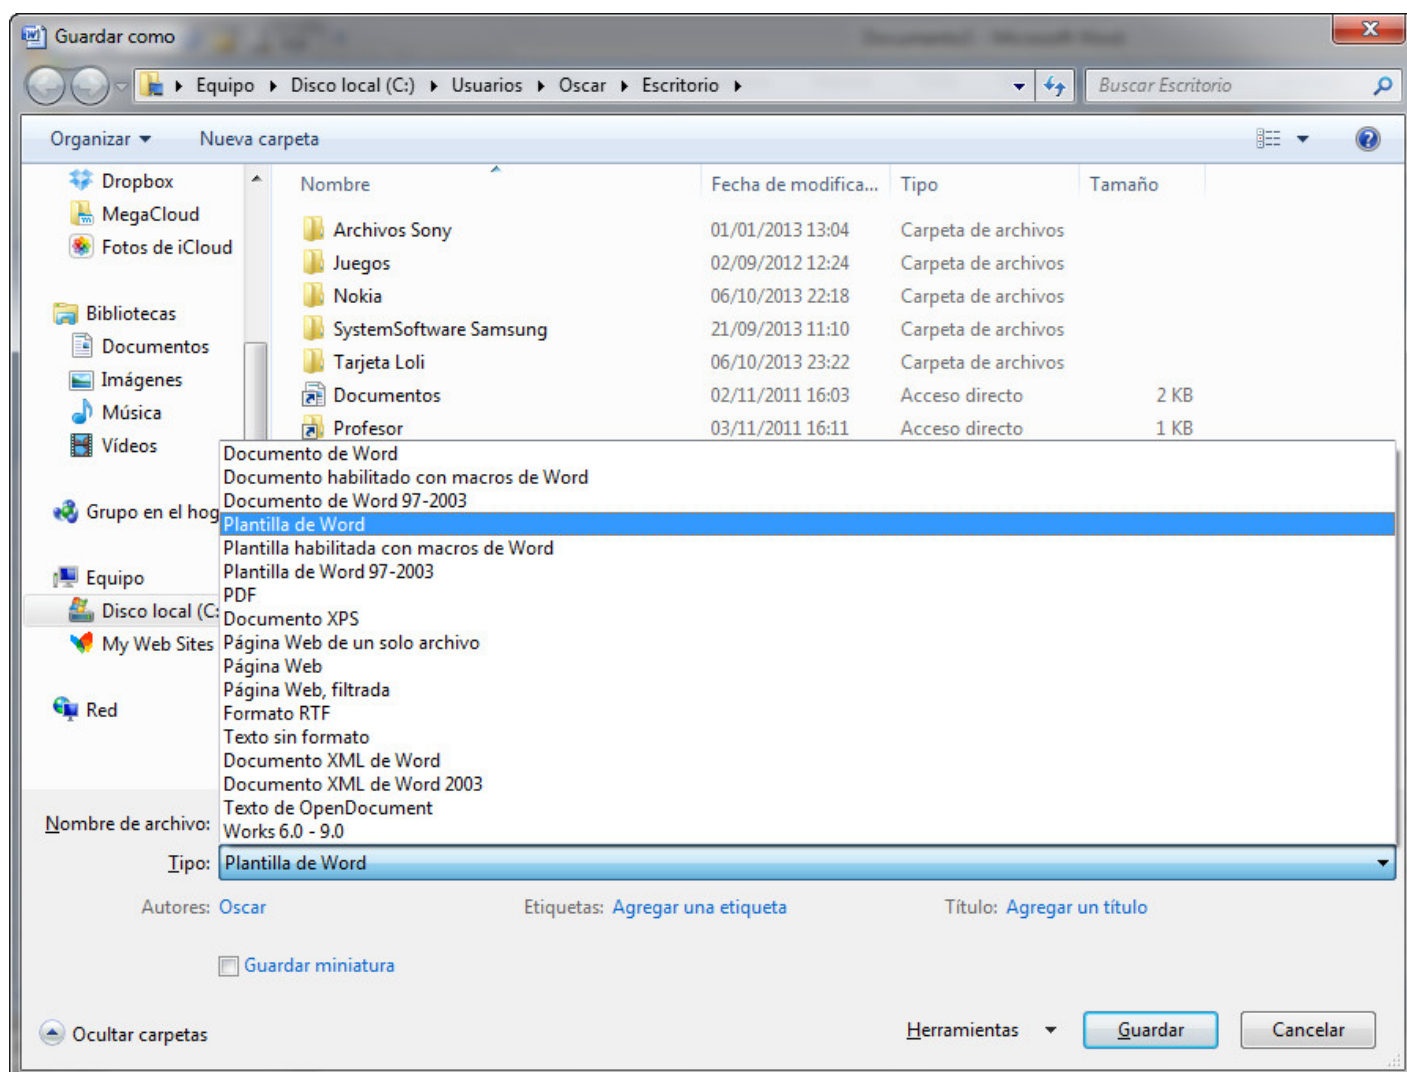 Guardar como
Equipo Disco local (C:) Usuarios Oscar Escritorio
Buscar Escritorio
Organizar Nueva carpeta
Nombre Fecha de modifica... Tipo Tamaño
Dropbox
MegaCloud
Fotos de iCloud
Bibliotecas
Documentos
Imágenes
Música
Vídeos
Grupo en el hog
Equipo
Disco local (C:
My Web Sites
Red
Archivos Sony 01/01/2013 13:04 Carpeta de archivos
Juegos 02/09/2012 12:24 Carpeta de archivos
Nokia 06/10/2013 22:18 Carpeta de archivos
SystemSoftware Samsung 21/09/2013 11:10 Carpeta de archivos
Tarjeta Loli 06/10/2013 23:22 Carpeta de archivos
Documentos 02/11/2011 16:03 Acceso directo 2 KB
Profesor 03/11/2011 16:11 Acceso directo 1 KB
Documento de Word
Documento habilitado con macros de Word
Documento de Word 97-2003
Plantilla de Word
Plantilla habilitada con macros de Word
Plantilla de Word 97-2003
PDF
Documento XPS
Página Web de un solo archivo
Página Web
Página Web, filtrada
Formato RTF
Texto sin formato
Documento XML de Word
Documento XML de Word 2003
Texto de OpenDocument
Works 6.0 - 9.0
Nombre de archivo:
Tipo: Plantilla de Word
Autores: Oscar Etiquetas: Agregar una etiqueta Título: Agregar un título
Guardar miniatura
Ocultar carpetas Herramientas Guardar Cancelar